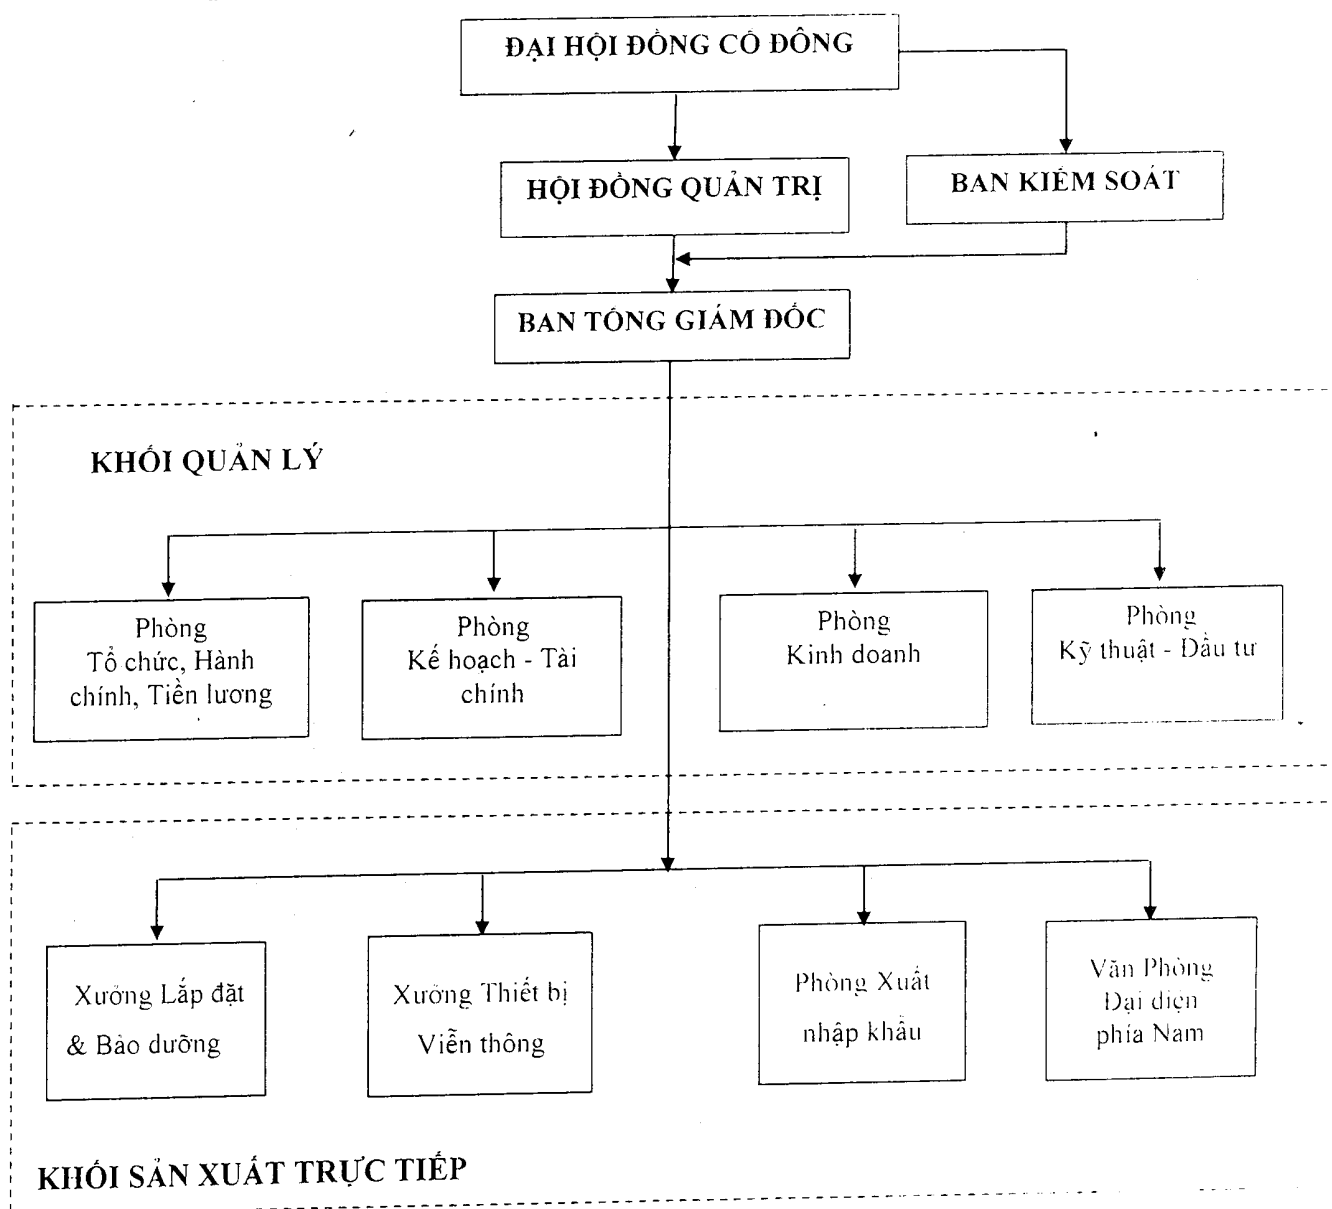 ĐẠI HỘI ĐỒNG CỔ ĐÔNG
HỘI ĐỒNG QUẢN TRỊ
BAN KIỂM SOÁT
BAN TỔNG GIÁM ĐỐC
KHỐI QUẢN LÝ
Phòng
Tổ chức, Hành
chính, Tiền lương
Phòng
Kế hoạch - Tài
chính
Phòng
Kinh doanh
Phòng
Kỹ thuật - Đầu tư
Xưởng Lắp đặt
& Bảo dưỡng
Xưởng Thiết bị
Viễn thông
Phòng Xuất
nhập khẩu
Văn Phòng
Đại diện
phía Nam
KHỐI SẢN XUẤT TRỰC TIẾP